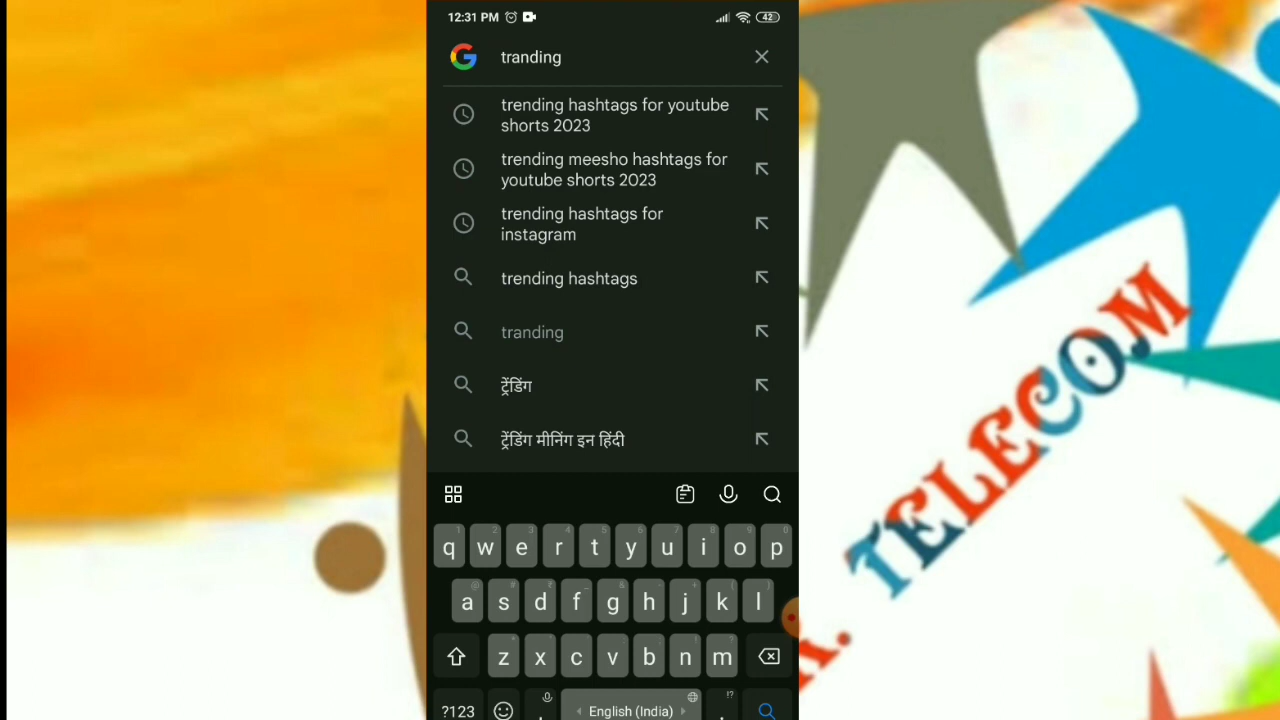 12:31 PM 42
tranding
trending hashtags for youtube
shorts 2023
trending meesho hashtags for
youtube shorts 2023
trending hashtags for
instagram
trending hashtags
tranding
ट्रेंडिंग
ट्रेंडिंग मीनिंग इन हिंदी
q w e r t y u i o p
a s d f g h j k l
z x c v b n m
?123 , English (India) .
TELECOM